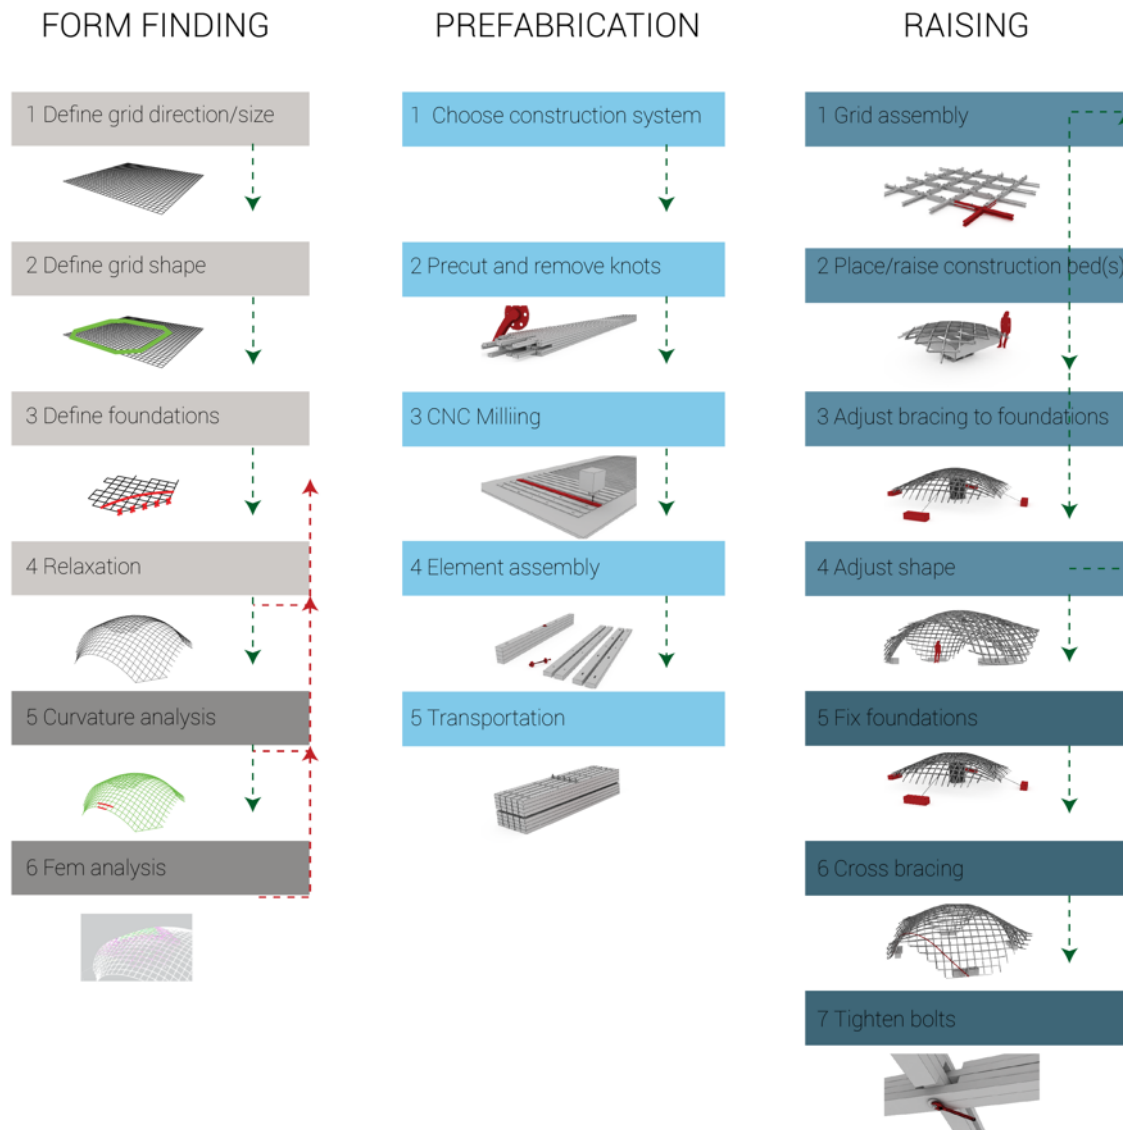 FORM FINDING
1 Define grid direction/size
2 Define grid shape
3 Define foundations
4 Relaxation
5 Curvature analysis
6 Fem analysis
PREFABRICATION
1 Choose construction system
2 Precut and remove knots
3 CNC Milliing
4 Element assembly
5 Transportation
RAISING
1 Grid assembly
2 Place/raise construction bed(s)
3 Adjust bracing to foundations
4 Adjust shape
5 Fix foundations
6 Cross bracing
7 Tighten bolts